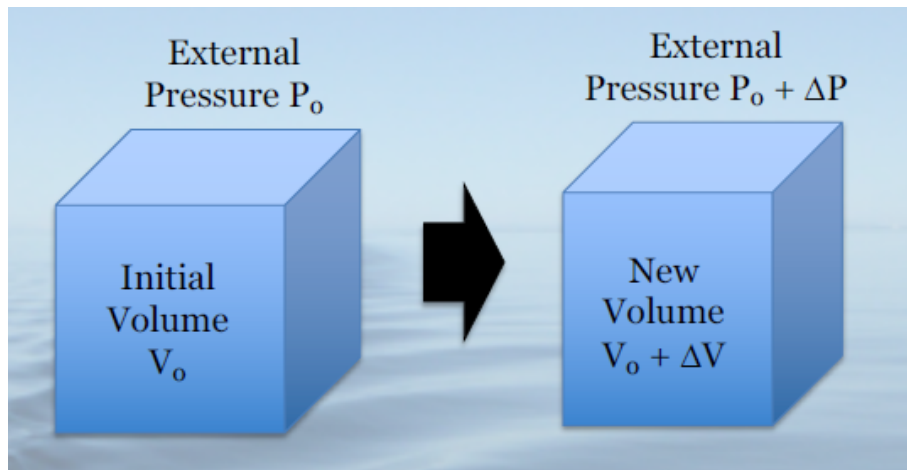 External
Pressure Pₒ
External
Pressure Pₒ + ΔP
Initial
Volume
Vₒ
New
Volume
Vₒ + ΔV